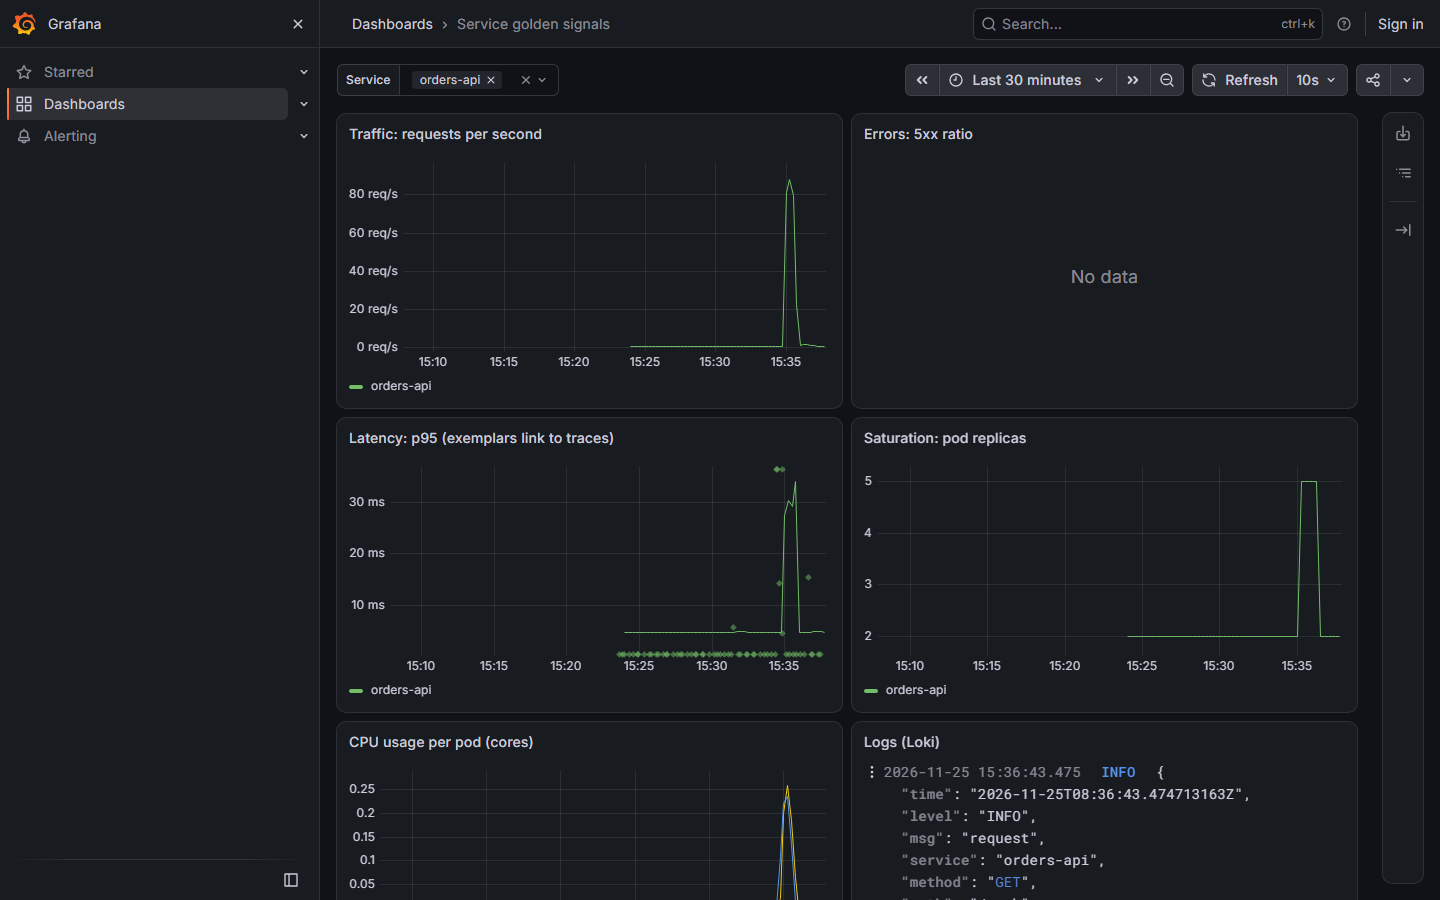 Grafana
Starred
Dashboards
Alerting
Dashboards › Service golden signals
Search...
ctrl+k
Sign in
Service
orders-api
Last 30 minutes
Refresh
10s
Traffic: requests per second
80 req/s
60 req/s
40 req/s
20 req/s
0 req/s
15:10 15:15 15:20 15:25 15:30 15:35
orders-api
Errors: 5xx ratio
No data
Latency: p95 (exemplars link to traces)
30 ms
20 ms
10 ms
15:10 15:15 15:20 15:25 15:30 15:35
orders-api
Saturation: pod replicas
5
4
3
2
15:10 15:15 15:20 15:25 15:30 15:35
orders-api
CPU usage per pod (cores)
0.25
0.2
0.15
0.1
0.05
Logs (Loki)
2026-11-25 15:36:43.475 INFO {
"time": "2026-11-25T08:36:43.474713163Z",
"level": "INFO",
"msg": "request",
"service": "orders-api",
"method": "GET",